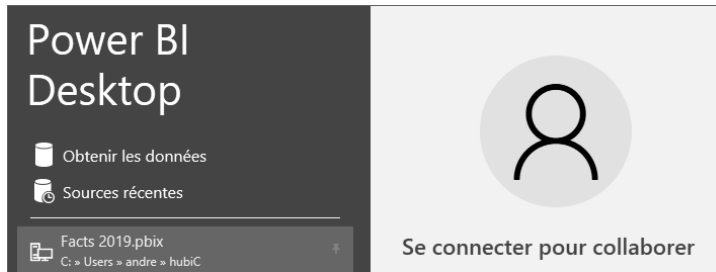 Power BI
Desktop
Obtenir les données
Sources récentes
Facts 2019.pbix
C: » Users » andre » hubiC
Se connecter pour collaborer